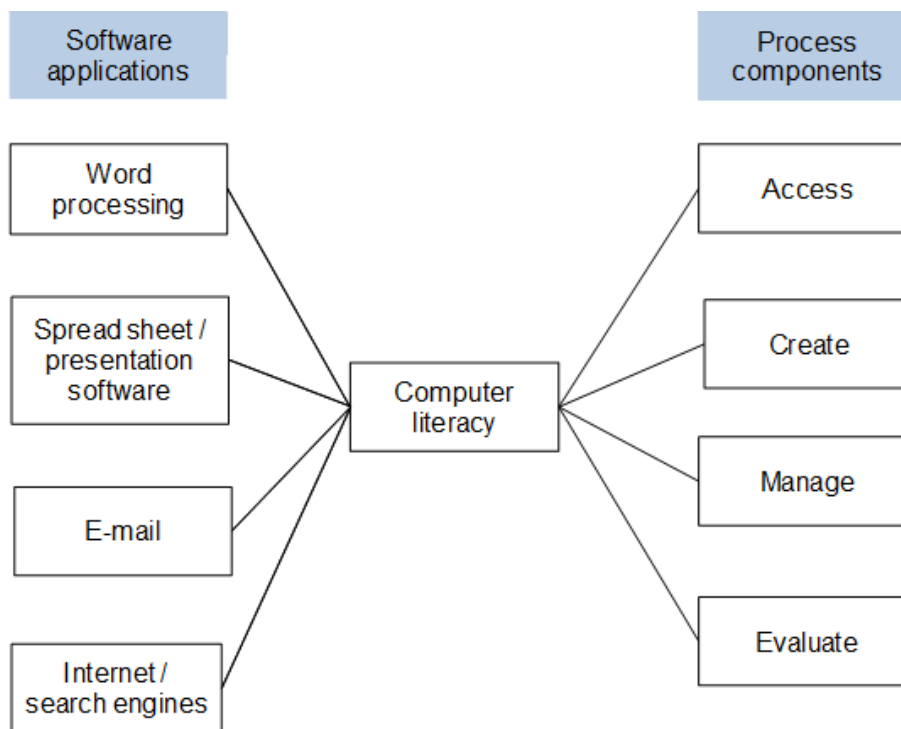 Software
applications
Process
components
Word
processing
Access
Spread sheet /
presentation
software
Create
Computer
literacy
Manage
E-mail
Evaluate
Internet /
search engines